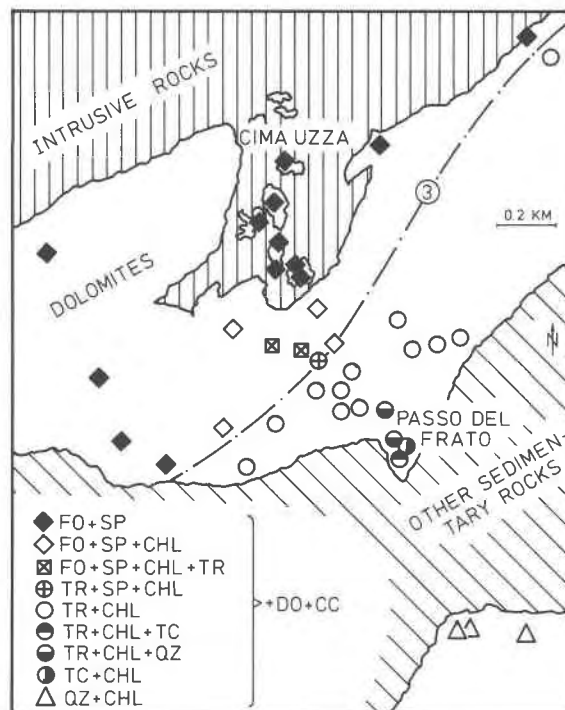 INTRUSIVE ROCKS
CIMA UZZA
3
0.2 KM
DOLOMITES
N
PASSO DEL
FRATO
OTHER SEDIMEN-
TARY ROCKS
FO+SP
FO+SP+CHL
FO+SP+CHL+TR
TR+SP+CHL
TR+CHL
TR+CHL+TC
TR+CHL+QZ
TC+CHL
QZ+CHL
+DO+CC